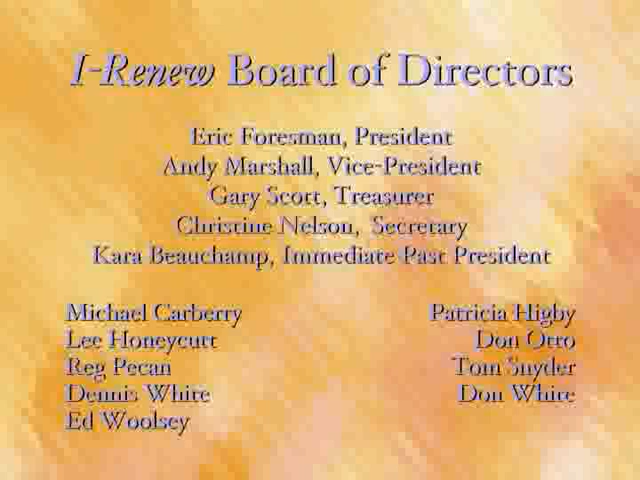 I-Renew Board of Directors
Eric Foresman, President
Andy Marshall, Vice-President
Gary Scott, Treasurer
Christine Nelson, Secretary
Kara Beauchamp, Immediate Past President
Michael Carberry
Lee Honeycutt
Reg Pecan
Dennis White
Ed Woolsey
Patricia Higby
Don Otto
Tom Snyder
Don White